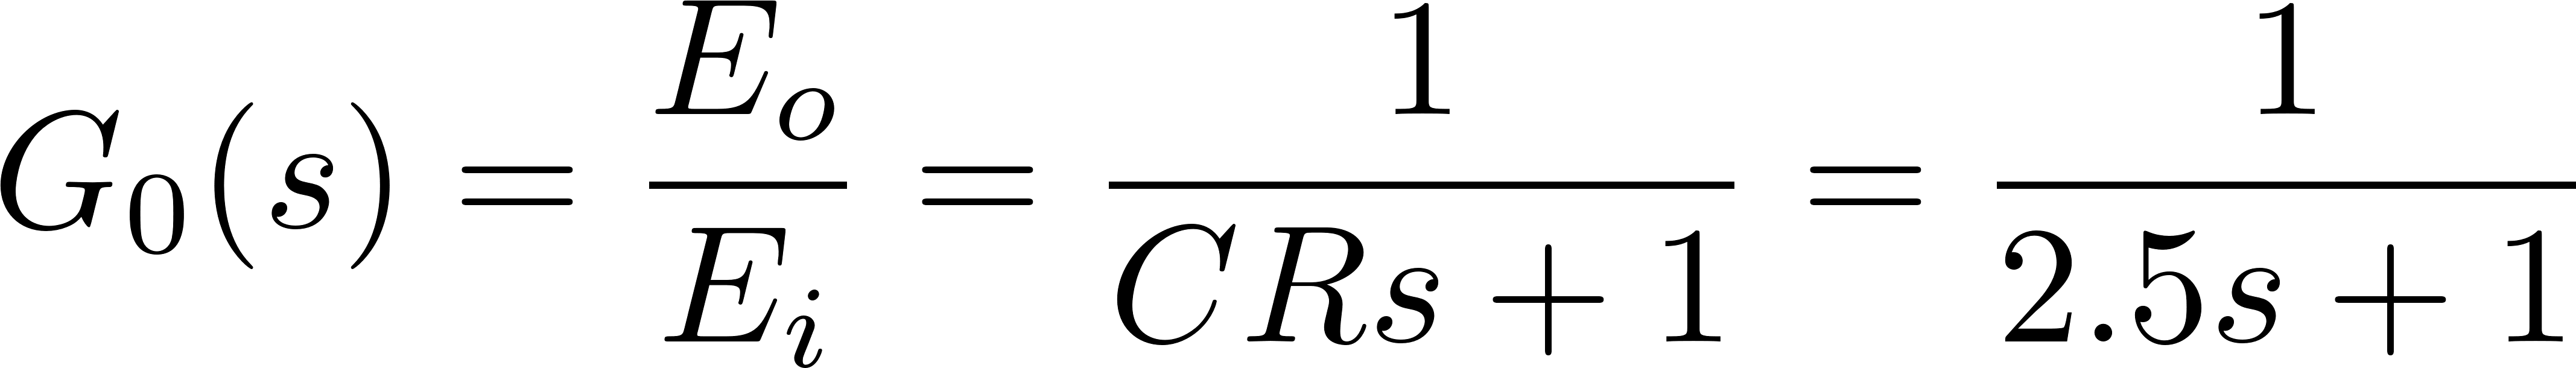 G_0(s) = \frac{E_o}{E_i} = \frac{1}{CRs + 1} = \frac{1}{2.5s + 1}